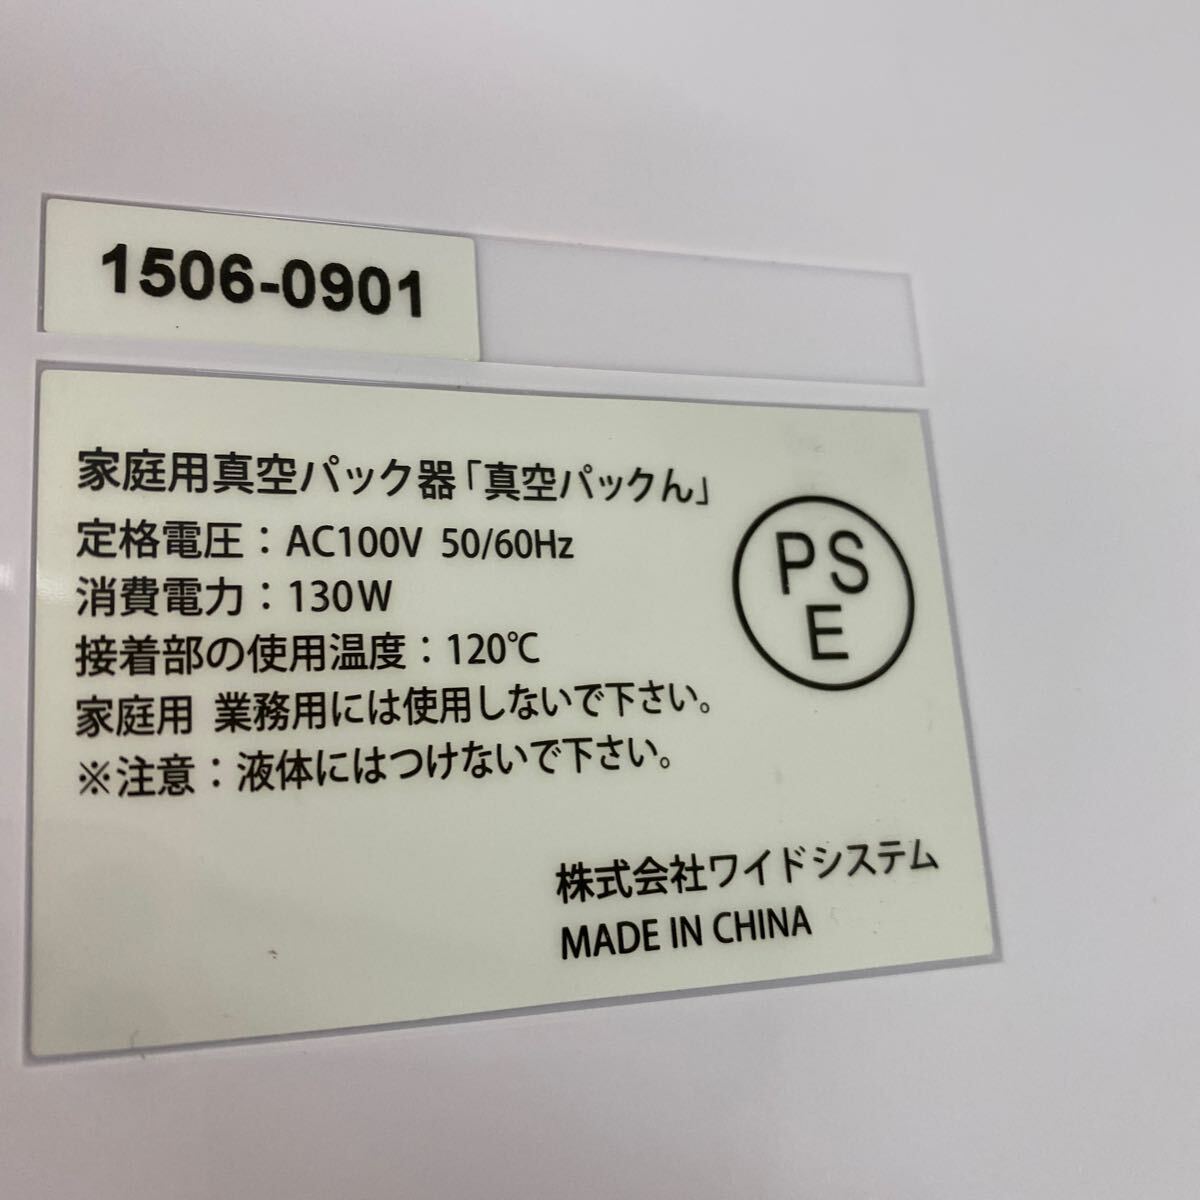 1506-0901
家庭用真空パック器「真空パックん」
定格電圧：AC100V 50/60Hz
消費電力：130W
接着部の使用温度：120℃
家庭用 業務用には使用しないで下さい。
※注意：液体にはつけないで下さい。
PS
E
株式会社ワイドシステム
MADE IN CHINA